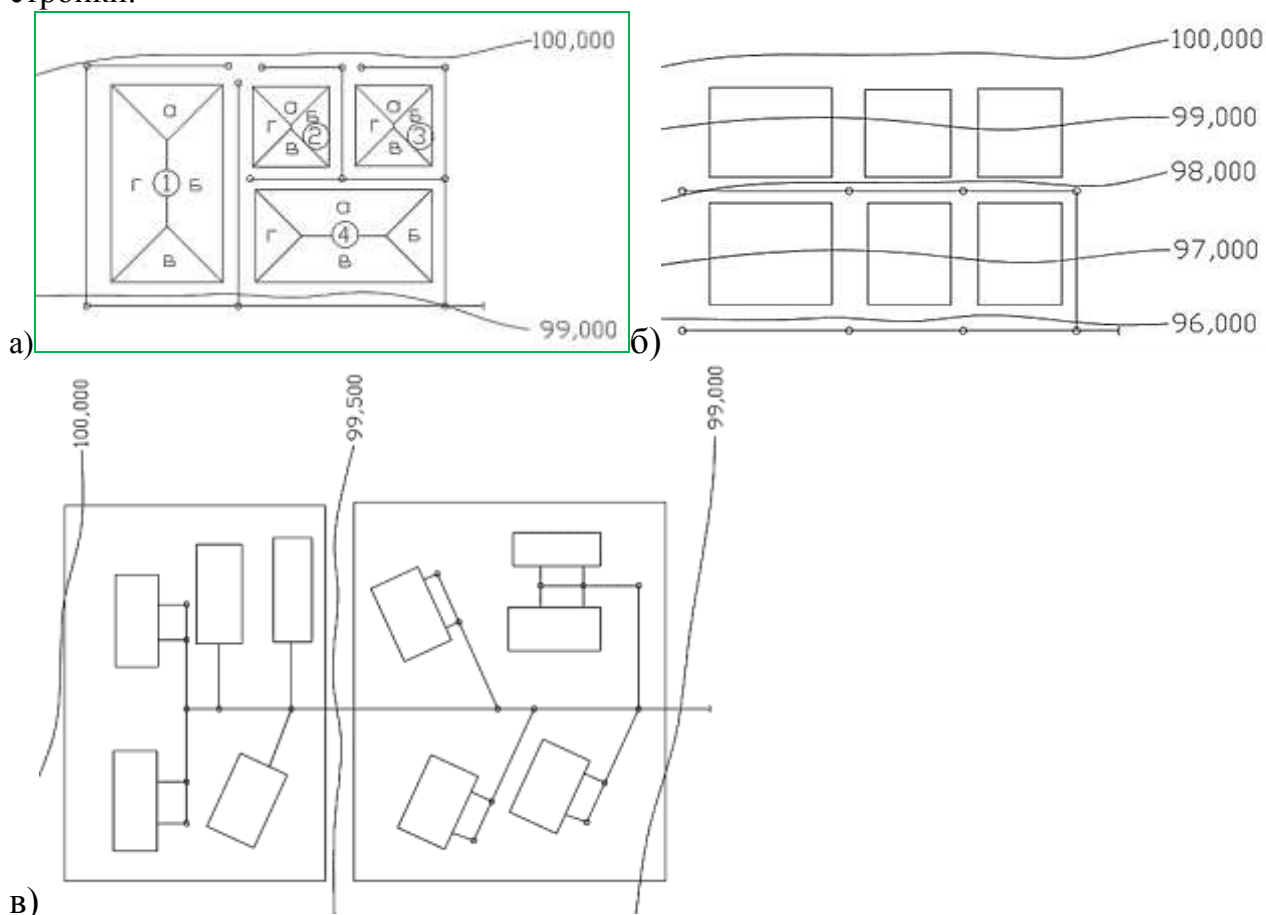 стройки.
100,000
а б
а
а
г
2
г
3
в
в
г 1 Б
а
г 4 Б
в
в
99,000
а)
100,000
99,000
98,000
97,000
96,000
б)
100,000
99,500
99,000
в)